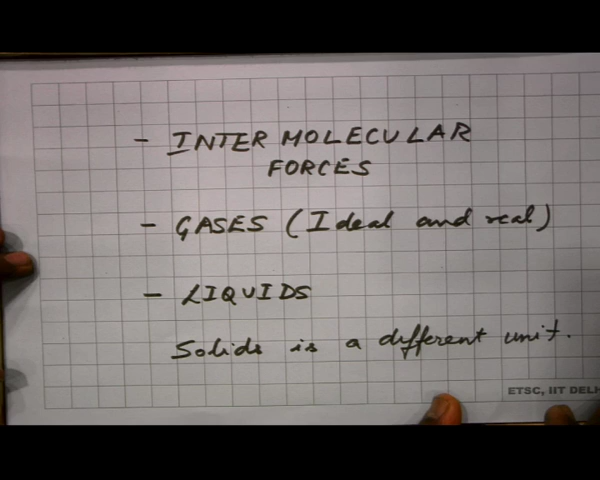 - INTER MOLECULAR
FORCES
- GASES (Ideal and real)
- LIQUIDS
Solids is a different unit.
ETSC, IIT DELH